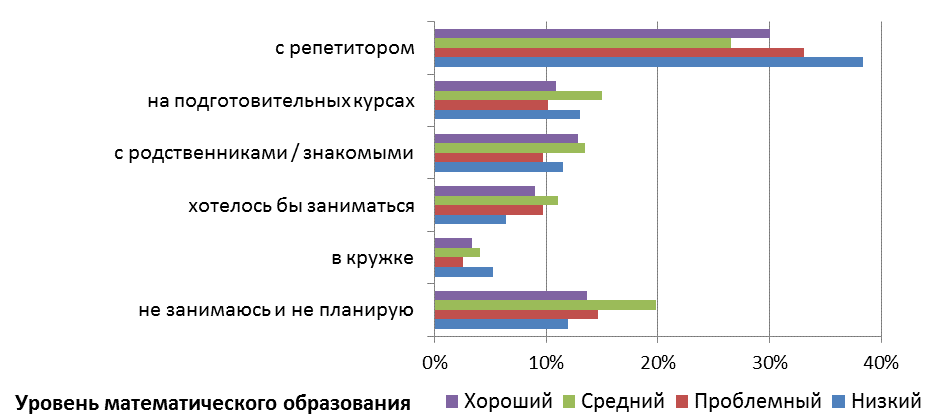 с репетитором
на подготовительных курсах
с родственниками / знакомыми
хотелось бы заниматься
в кружке
не занимаюсь и не планирую
0% 10% 20% 30% 40%
Уровень математического образования Хороший Средний Проблемный Низкий